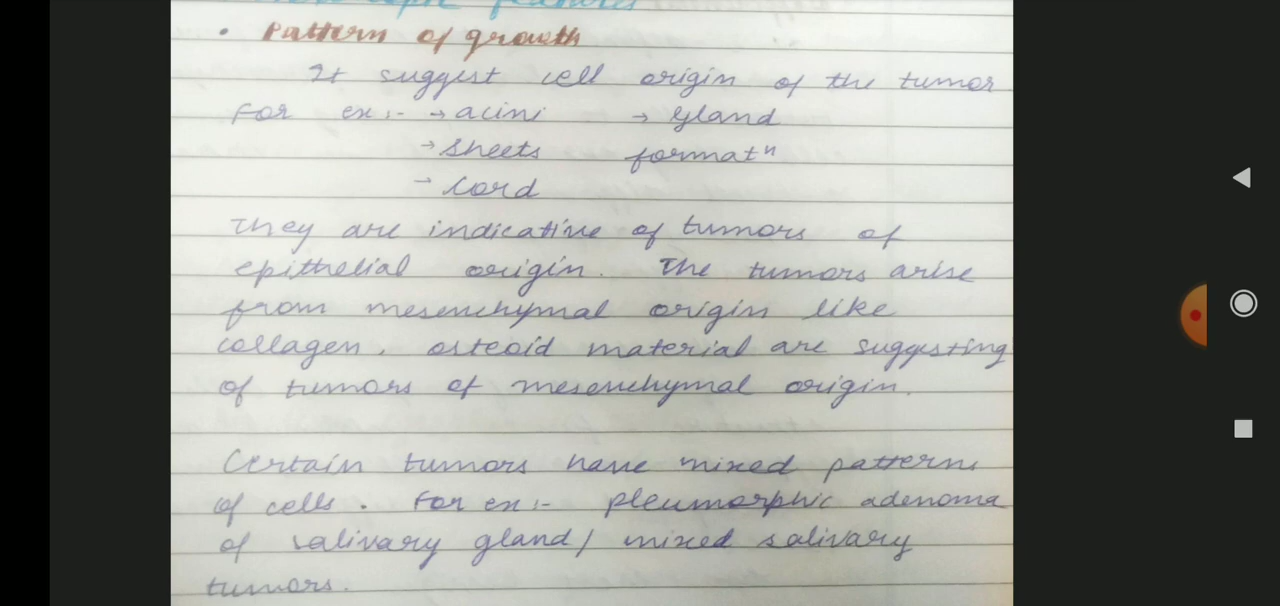 features
• Pattern of growth
It suggest cell origin of the tumor
For ex:- → acini → Gland
→ sheets formatⁿ
→ Cord
They are indicative of tumors of
epithelial origin. The tumors arise
from mesenchymal origin like
collagen. osteoid material are suggesting
of tumors of mesenchymal origin.
Certain tumors have mixed pattern
of cells. For ex:- pleumorphic adenoma
of salivary gland/ mixed salivary
tumors.